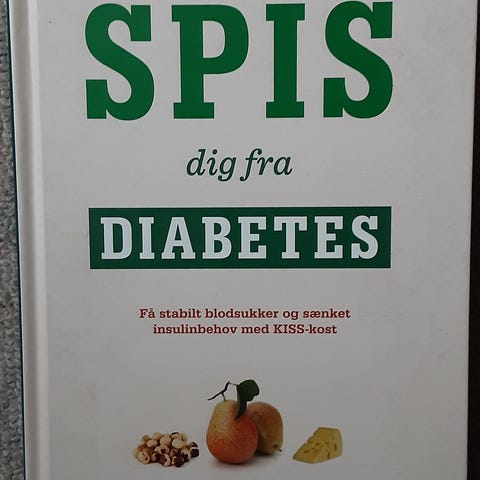 SPIS
dig fra
DIABETES
Få stabilt blodsukker og sænket
insulinbehov med KISS-kost